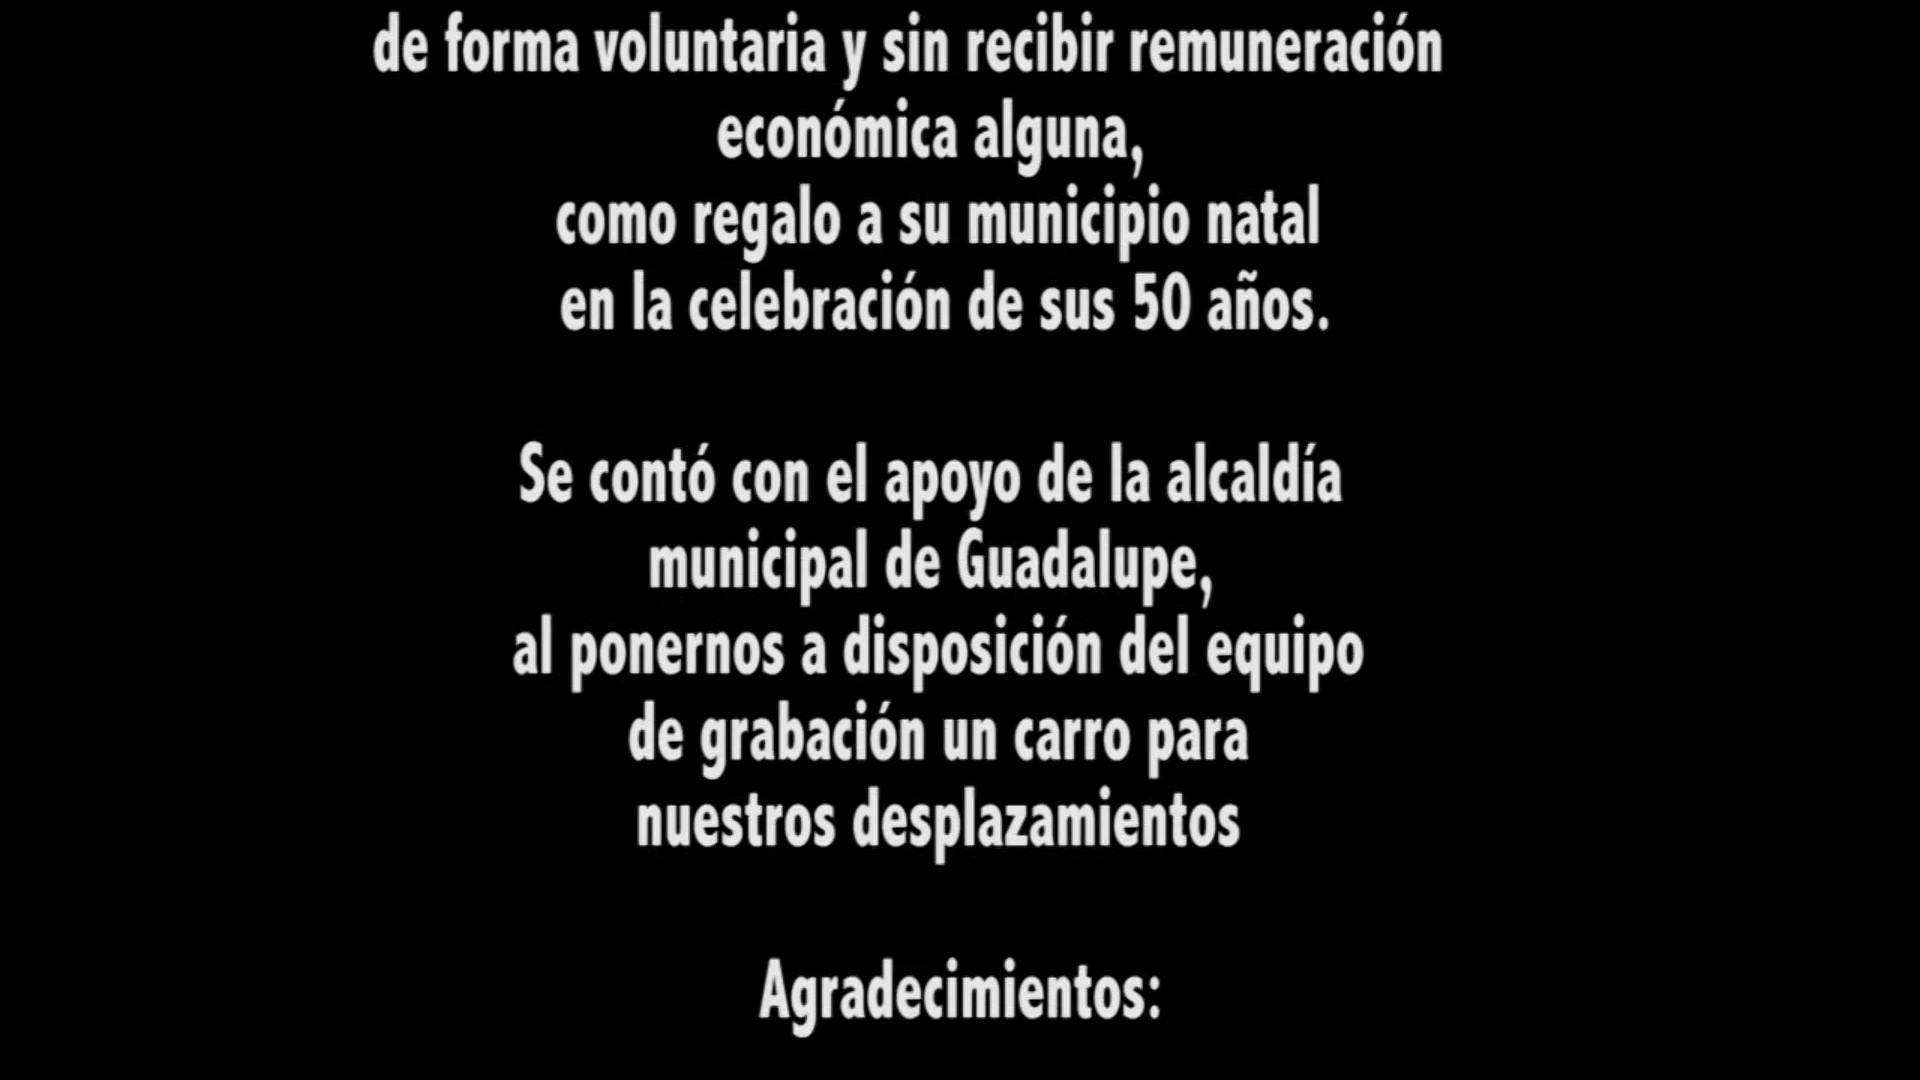 de forma voluntaria y sin recibir remuneración
económica alguna,
como regalo a su municipio natal
en la celebración de sus 50 años.
Se contó con el apoyo de la alcaldía
municipal de Guadalupe,
al ponernos a disposición del equipo
de grabación un carro para
nuestros desplazamientos
Agradecimientos: